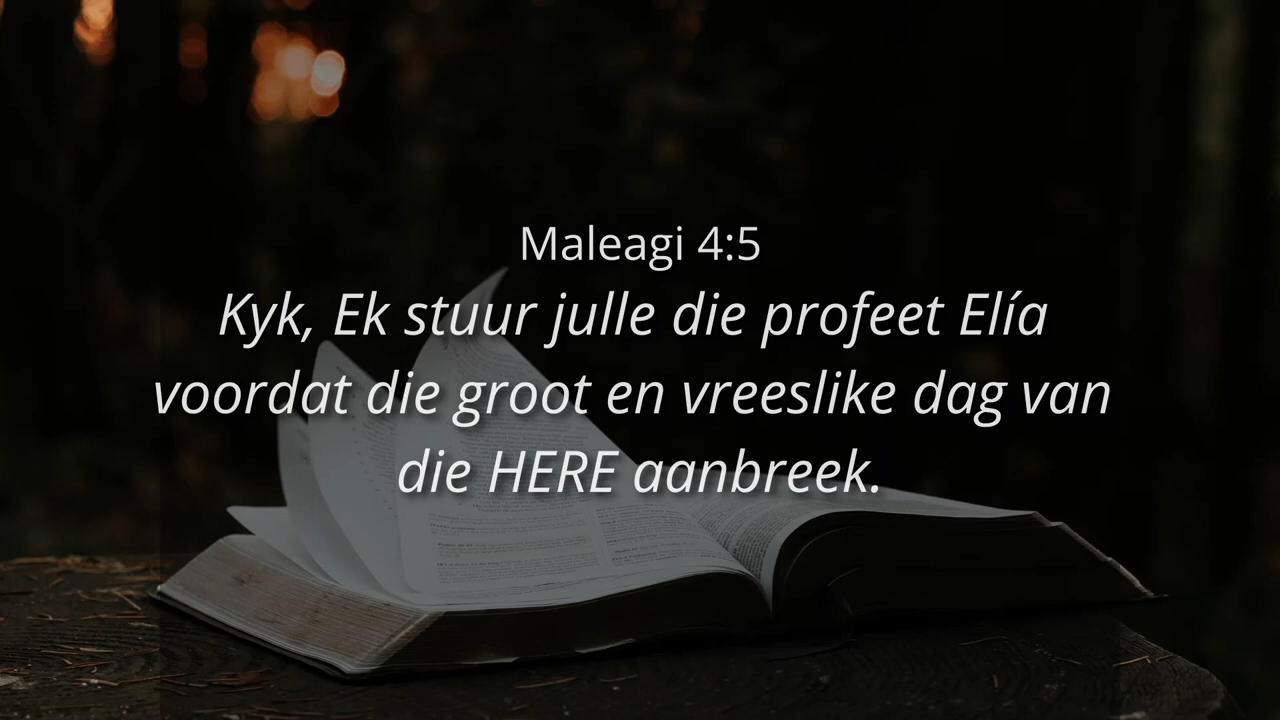 Maleagi 4:5
Kyk, Ek stuur julle die profeet Elía
voordat die groot en vreeslike dag van
die HERE aanbreek.